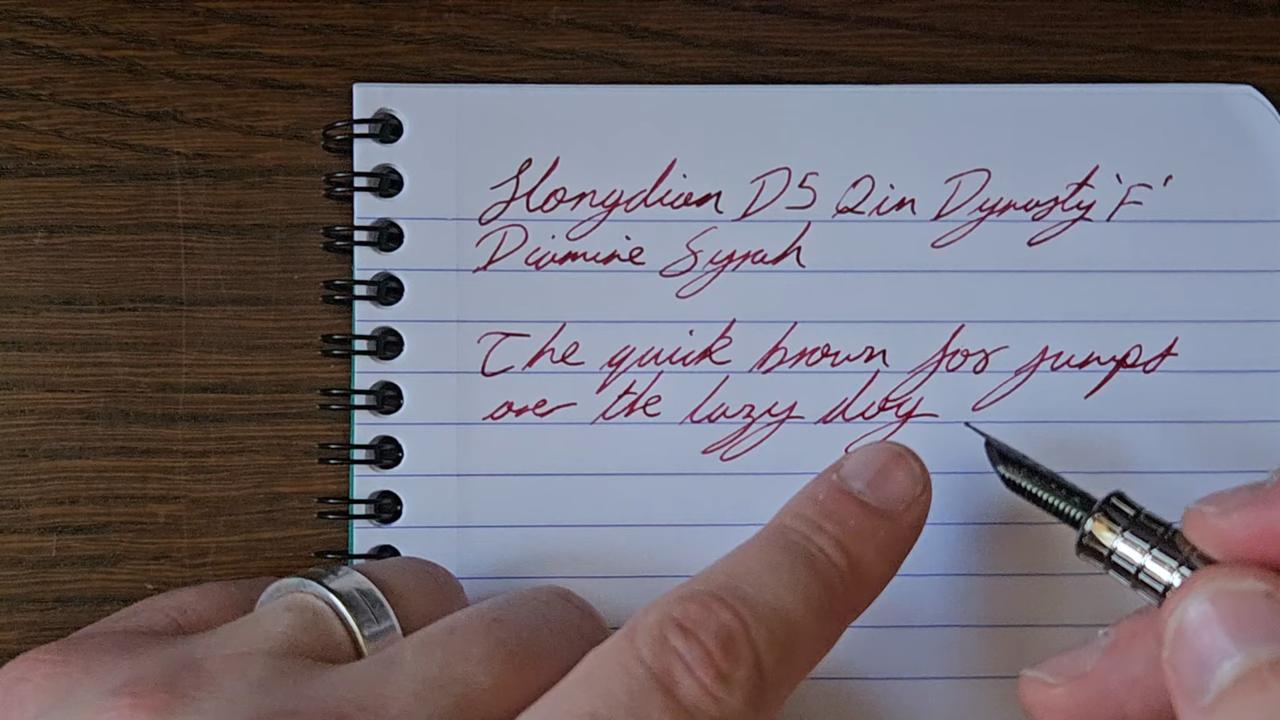 Hongdian D5 Qin Dynasty 'F'
Diamine Syrah
The quick brown fox jumps
over the lazy dog